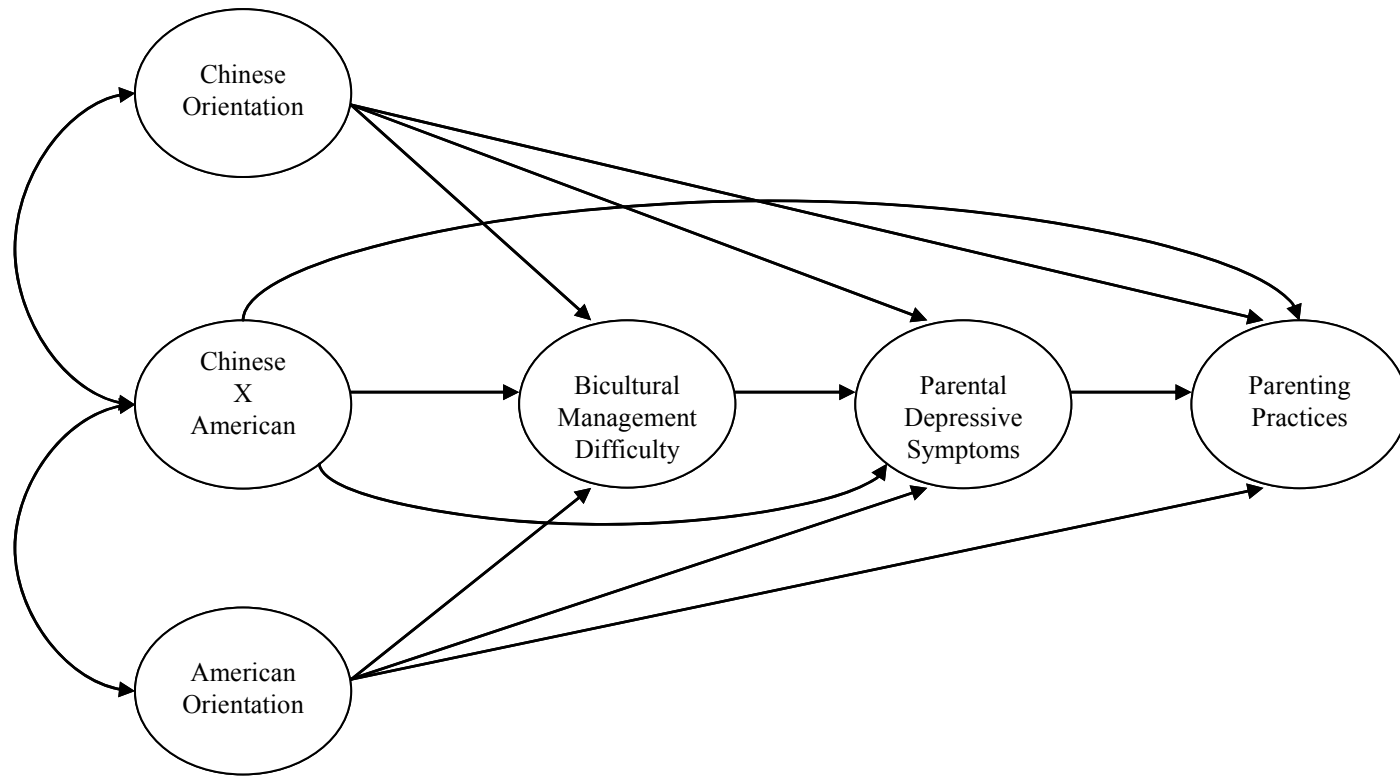 Chinese
Orientation
Chinese
X
American
Bicultural
Management
Difficulty
Parental
Depressive
Symptoms
Parenting
Practices
American
Orientation